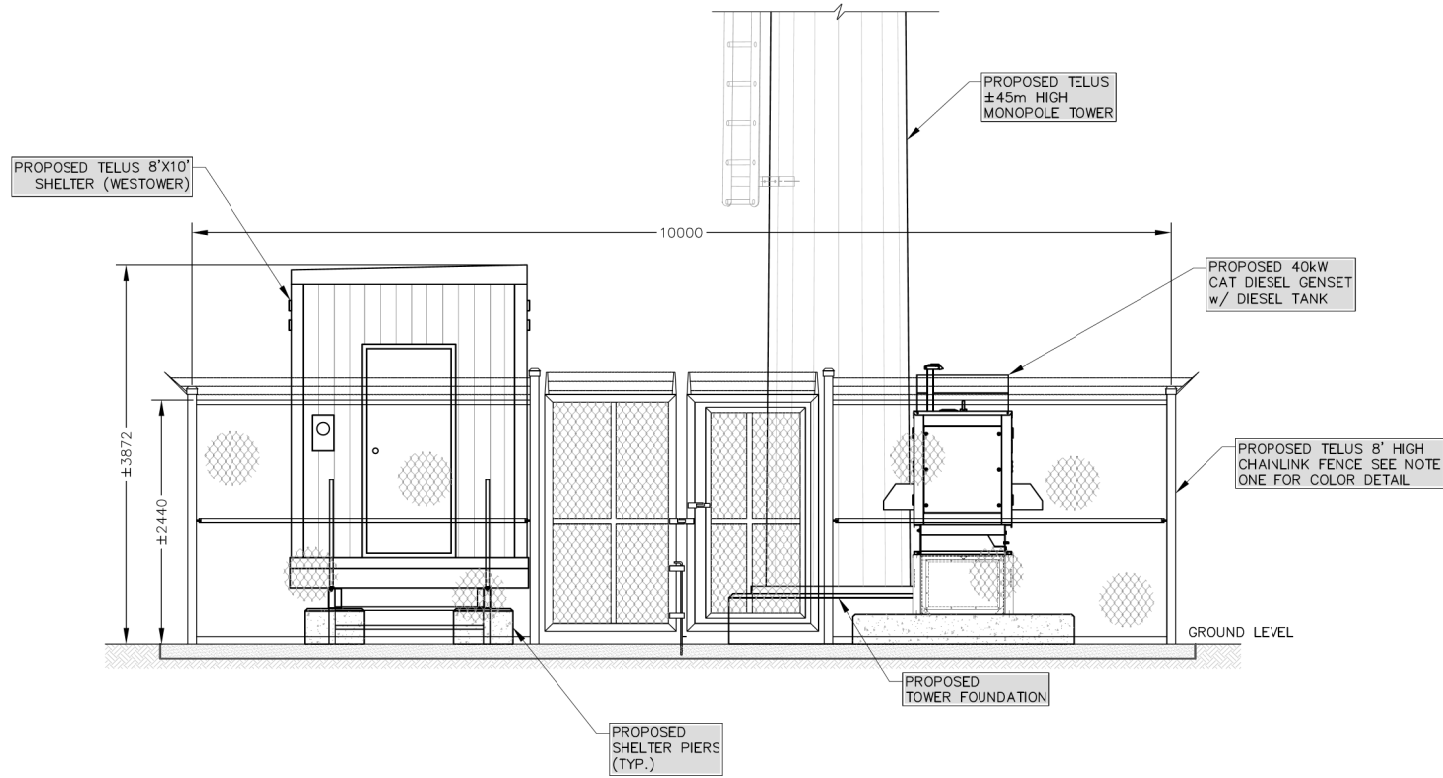 PROPOSED TELUS
±45m HIGH
MONOPOLE TOWER
PROPOSED TELUS 8'X10'
SHELTER (WESTOWER)
10000
PROPOSED 40kW
CAT DIESEL GENSET
w/ DIESEL TANK
±3872
±2440
PROPOSED TELUS 8' HIGH
CHAINLINK FENCE SEE NOTE
ONE FOR COLOR DETAIL
GROUND LEVEL
PROPOSED
TOWER FOUNDATION
PROPOSED
SHELTER PIERS
(TYP.)